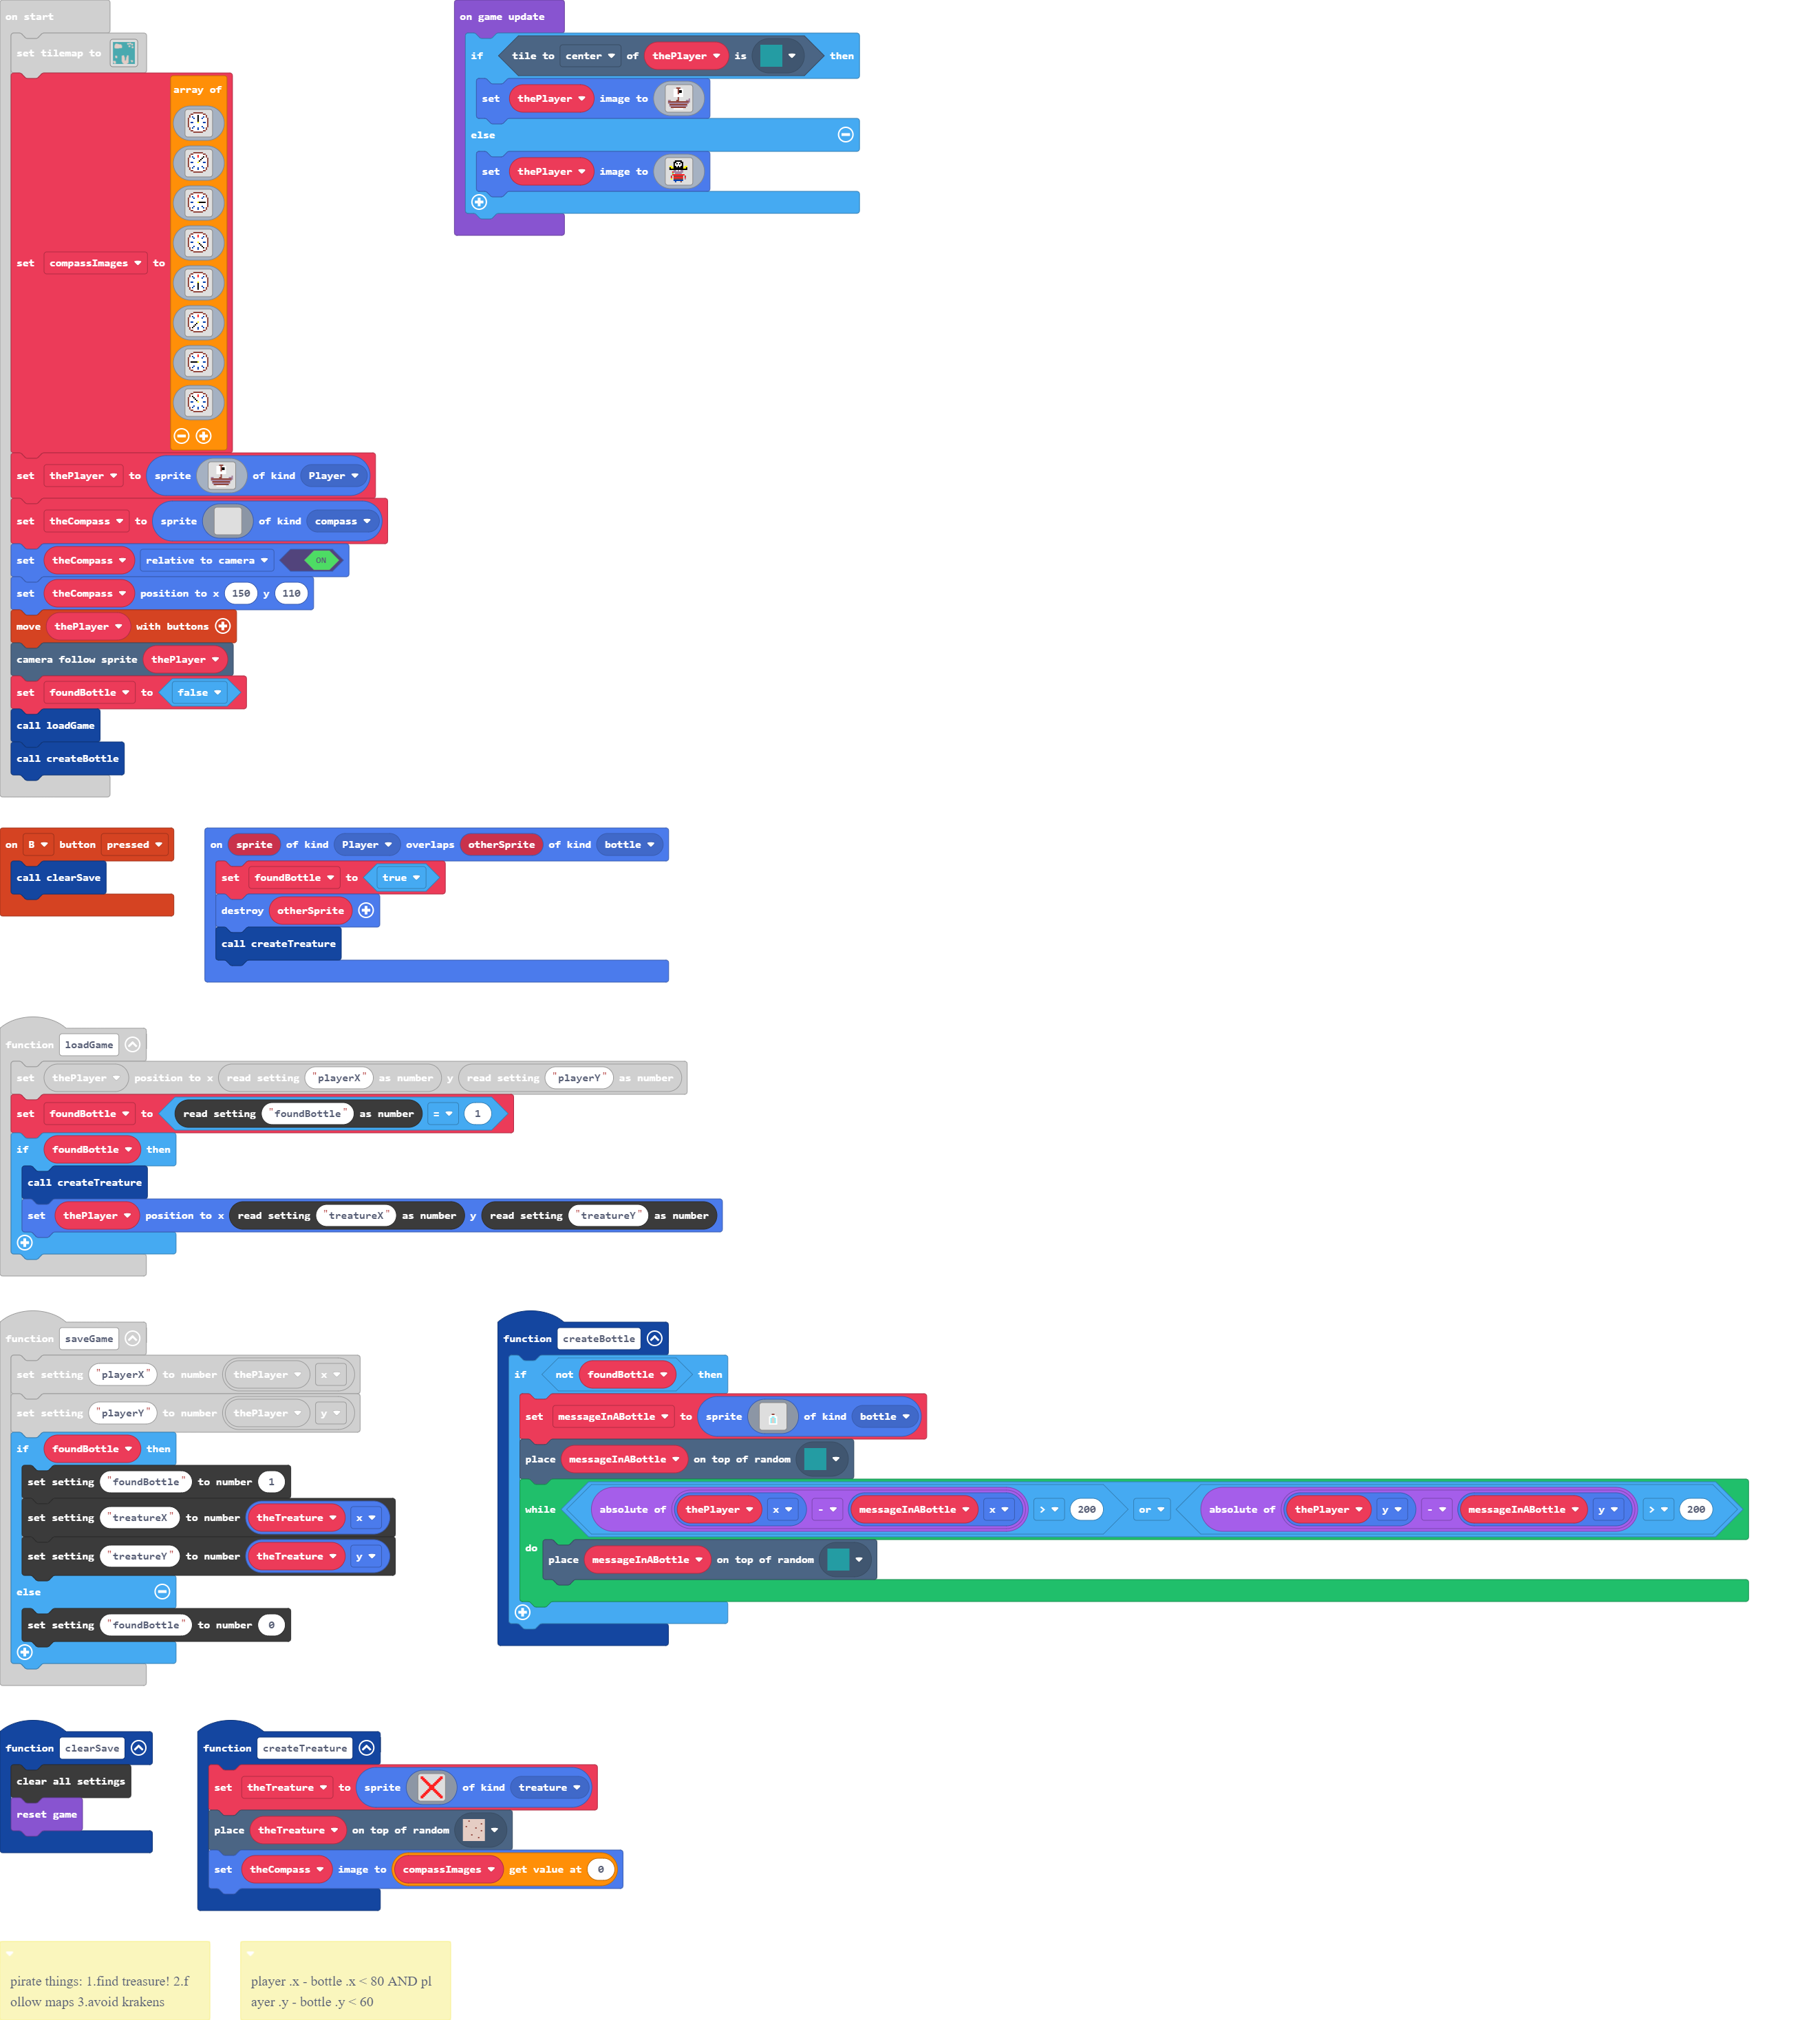 on start
set tilemap to
set compassImages to array of
set thePlayer to sprite of kind Player
set theCompass to sprite of kind compass
set theCompass relative to camera ON
set theCompass position to x 150 y 110
move thePlayer with buttons
camera follow sprite thePlayer
set foundBottle to false
call loadGame
call createBottle
on game update
if tile to center of thePlayer is then
set thePlayer image to
else
set thePlayer image to
on B button pressed
call clearSave
on sprite of kind Player overlaps otherSprite of kind bottle
set foundBottle to true
destroy otherSprite
call createTreature
function loadGame
set thePlayer position to x read setting "playerX" as number y read setting "playerY" as number
set foundBottle to read setting "foundBottle" as number = 1
if foundBottle then
call createTreature
set thePlayer position to x read setting "treatureX" as number y read setting "treatureY" as number
function saveGame
set setting "playerX" to number thePlayer x
set setting "playerY" to number thePlayer y
if foundBottle then
set setting "foundBottle" to number 1
set setting "treatureX" to number theTreature x
set setting "treatureY" to number theTreature y
else
set setting "foundBottle" to number 0
function createBottle
if not foundBottle then
set messageInABottle to sprite of kind bottle
place messageInABottle on top of random
while absolute of thePlayer x - messageInABottle x > 200 or absolute of thePlayer y - messageInABottle y > 200
do place messageInABottle on top of random
function clearSave
clear all settings
reset game
function createTreature
set theTreature to sprite of kind treature
place theTreature on top of random
set theCompass image to compassImages get value at 0
pirate things: 1.find treasure! 2.f
ollow maps 3.avoid krakens
player .x - bottle .x < 80 AND pl
ayer .y - bottle .y < 60